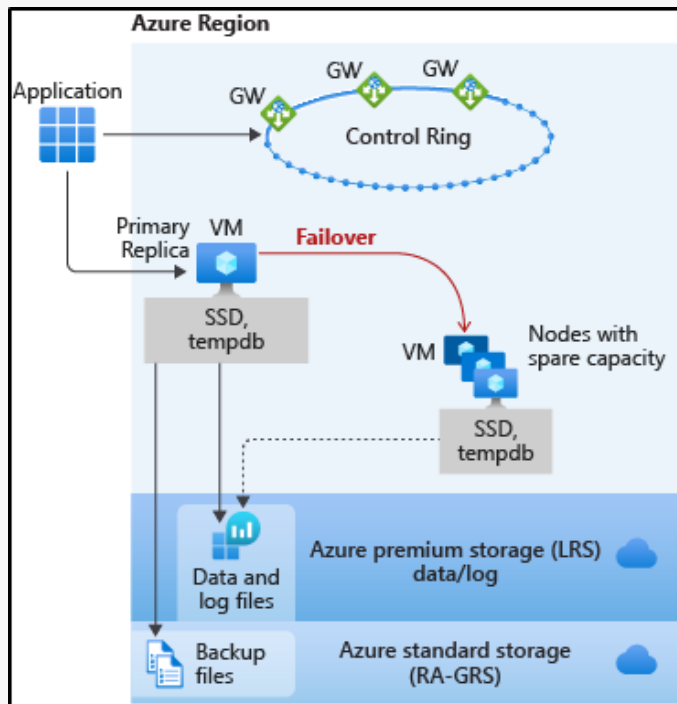 Azure Region
Application
GW
GW
GW
Control Ring
Primary
Replica
VM
Failover
SSD,
tempdb
VM
Nodes with
spare capacity
SSD,
tempdb
Data and
log files
Azure premium storage (LRS)
data/log
Backup
files
Azure standard storage
(RA-GRS)